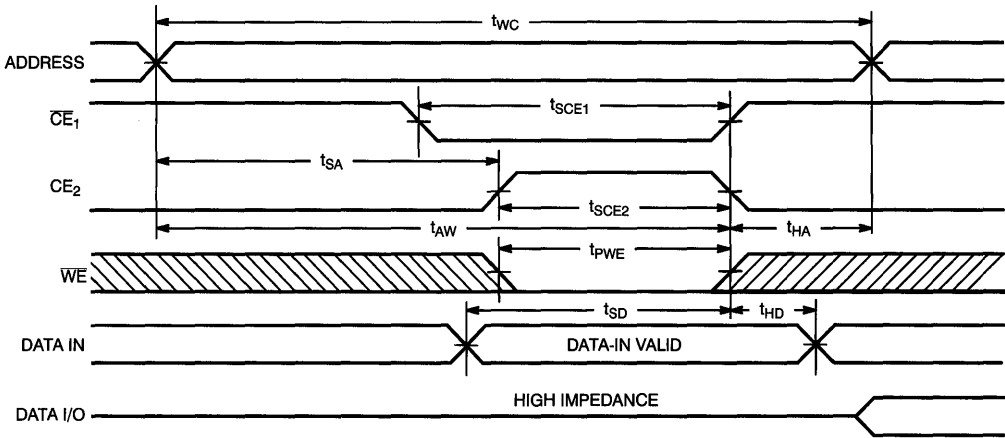 tWC
ADDRESS
CE1
tSCE1
tSA
CE2
tSCE2
tAW
tHA
tPWE
WE
tSD
tHD
DATA IN
DATA-IN VALID
HIGH IMPEDANCE
DATA I/O